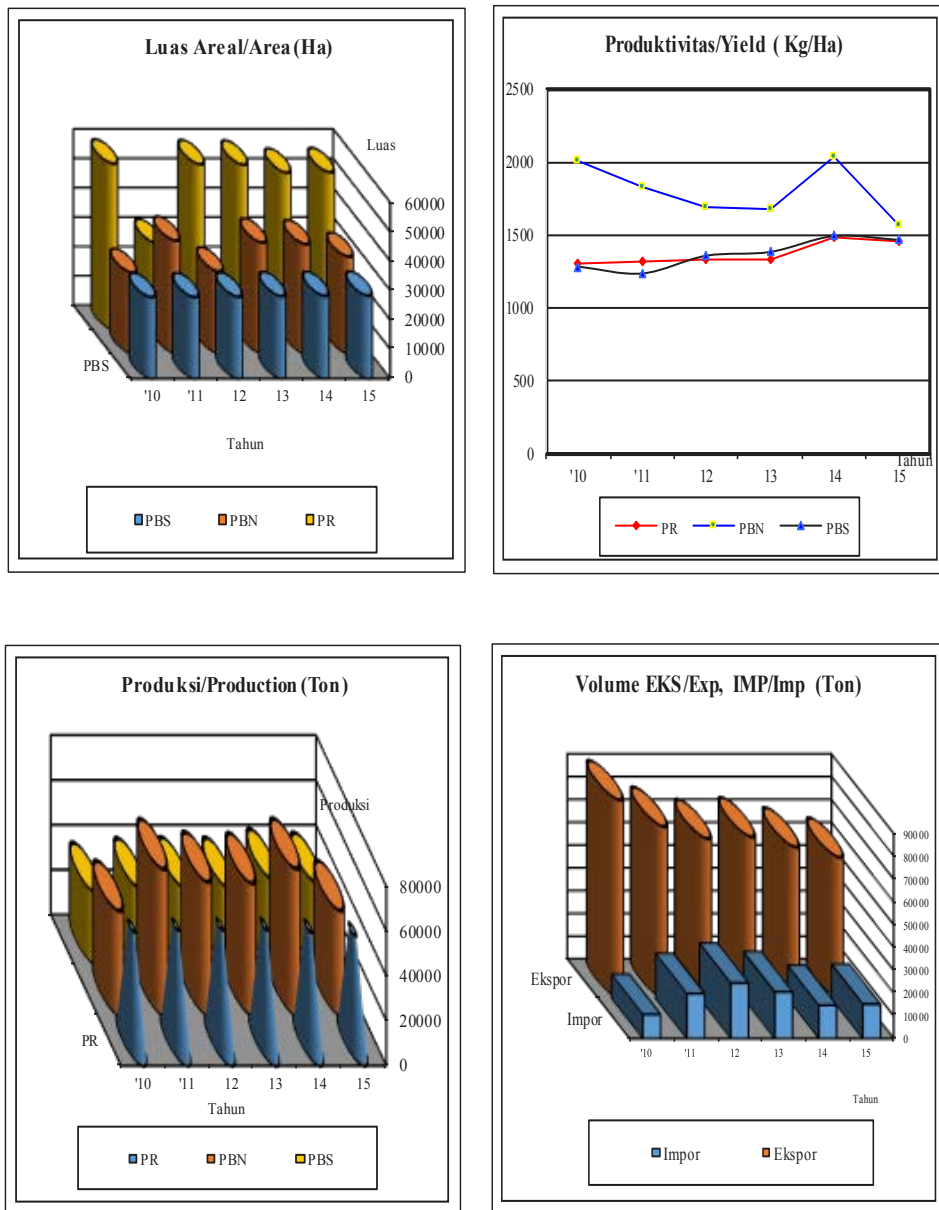 Luas Areal/Area (Ha)
Luas
60000
50000
40000
30000
20000
10000
0
PBS
'10 '11 12 13 14 15
Tahun
PBS PBN PR
Produktivitas/Yield ( Kg/Ha)
2500
2000
1500
1000
500
0
Tahun
'10 '11 12 13 14 15
PR PBN PBS
Produksi/Production (Ton)
Produksi
80000
60000
40000
20000
0
PR
'10 '11 12 13 14 15
Tahun
PR PBN PBS
Volume EKS/Exp, IMP/Imp (Ton)
90000
80000
70000
60000
50000
40000
30000
20000
10000
0
Ekspor
Impor
'10 '11 12 13 14 15
Tahun
Impor Ekspor